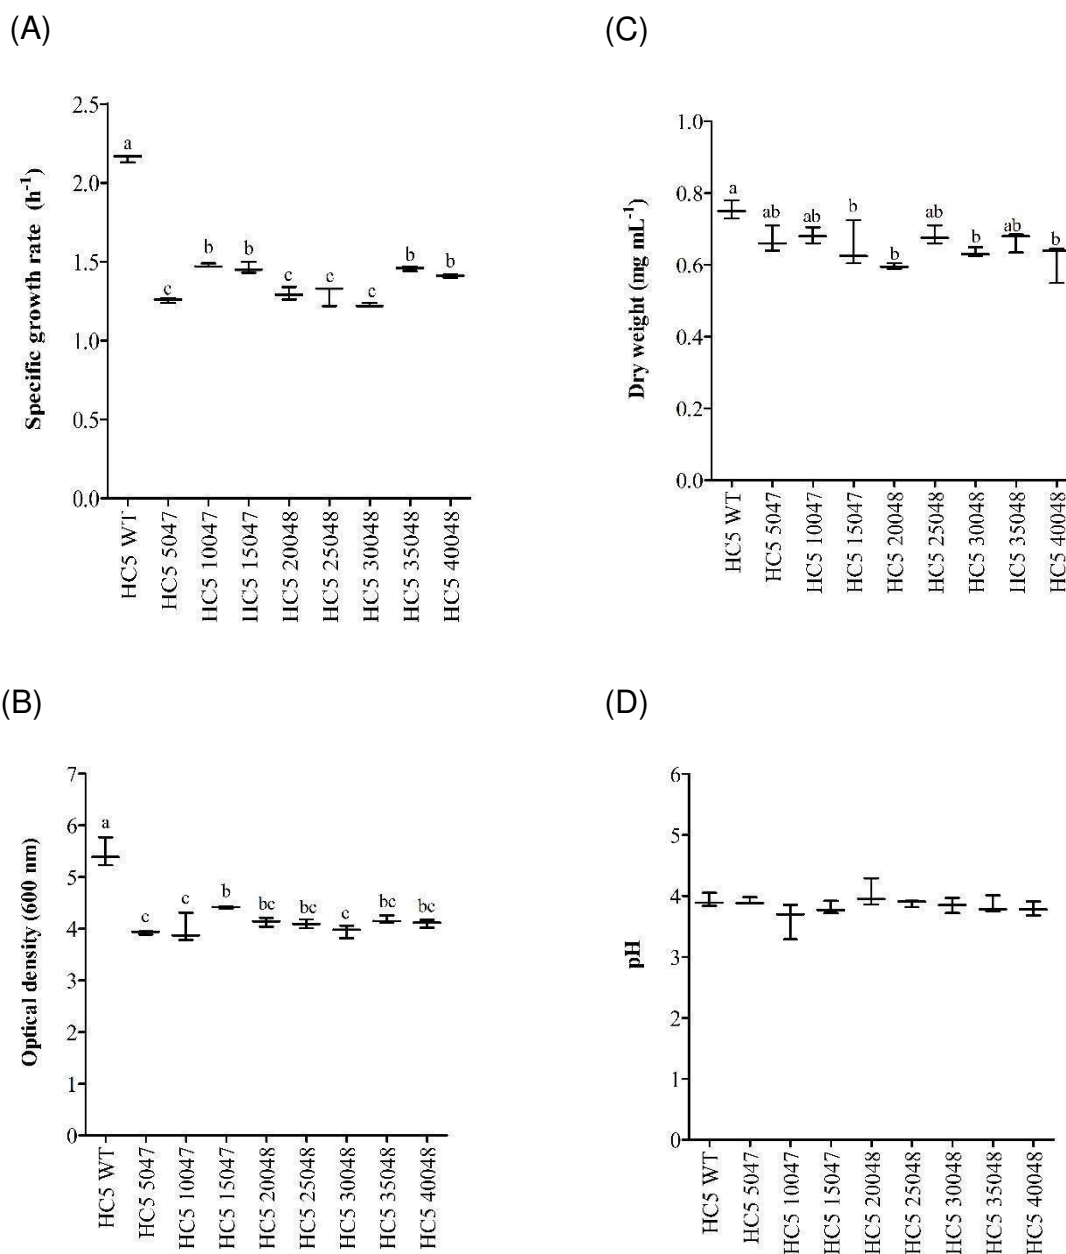 (A)
2.5
2.0
1.5
1.0
0.5
0.0
Specific growth rate (h⁻¹)
a
c
b
b
c
c
c
b
b
HC5 WT
HC5 5047
HC5 10047
HC5 15047
HC5 20048
HC5 25048
HC5 30048
HC5 35048
HC5 40048
(C)
1.0
0.8
0.6
0.4
0.2
0.0
Dry weight (mg mL⁻¹)
a
ab
ab
b
b
ab
b
ab
b
HC5 WT
HC5 5047
HC5 10047
HC5 15047
HC5 20048
HC5 25048
HC5 30048
HC5 35048
HC5 40048
(B)
7
6
5
4
3
2
1
0
Optical density (600 nm)
a
c
c
b
bc
bc
c
bc
bc
HC5 WT
HC5 5047
HC5 10047
HC5 15047
HC5 20048
HC5 25048
HC5 30048
HC5 35048
HC5 40048
(D)
6
5
4
3
2
1
0
pH
HC5 WT
HC5 5047
HC5 10047
HC5 15047
HC5 20048
HC5 25048
HC5 30048
HC5 35048
HC5 40048